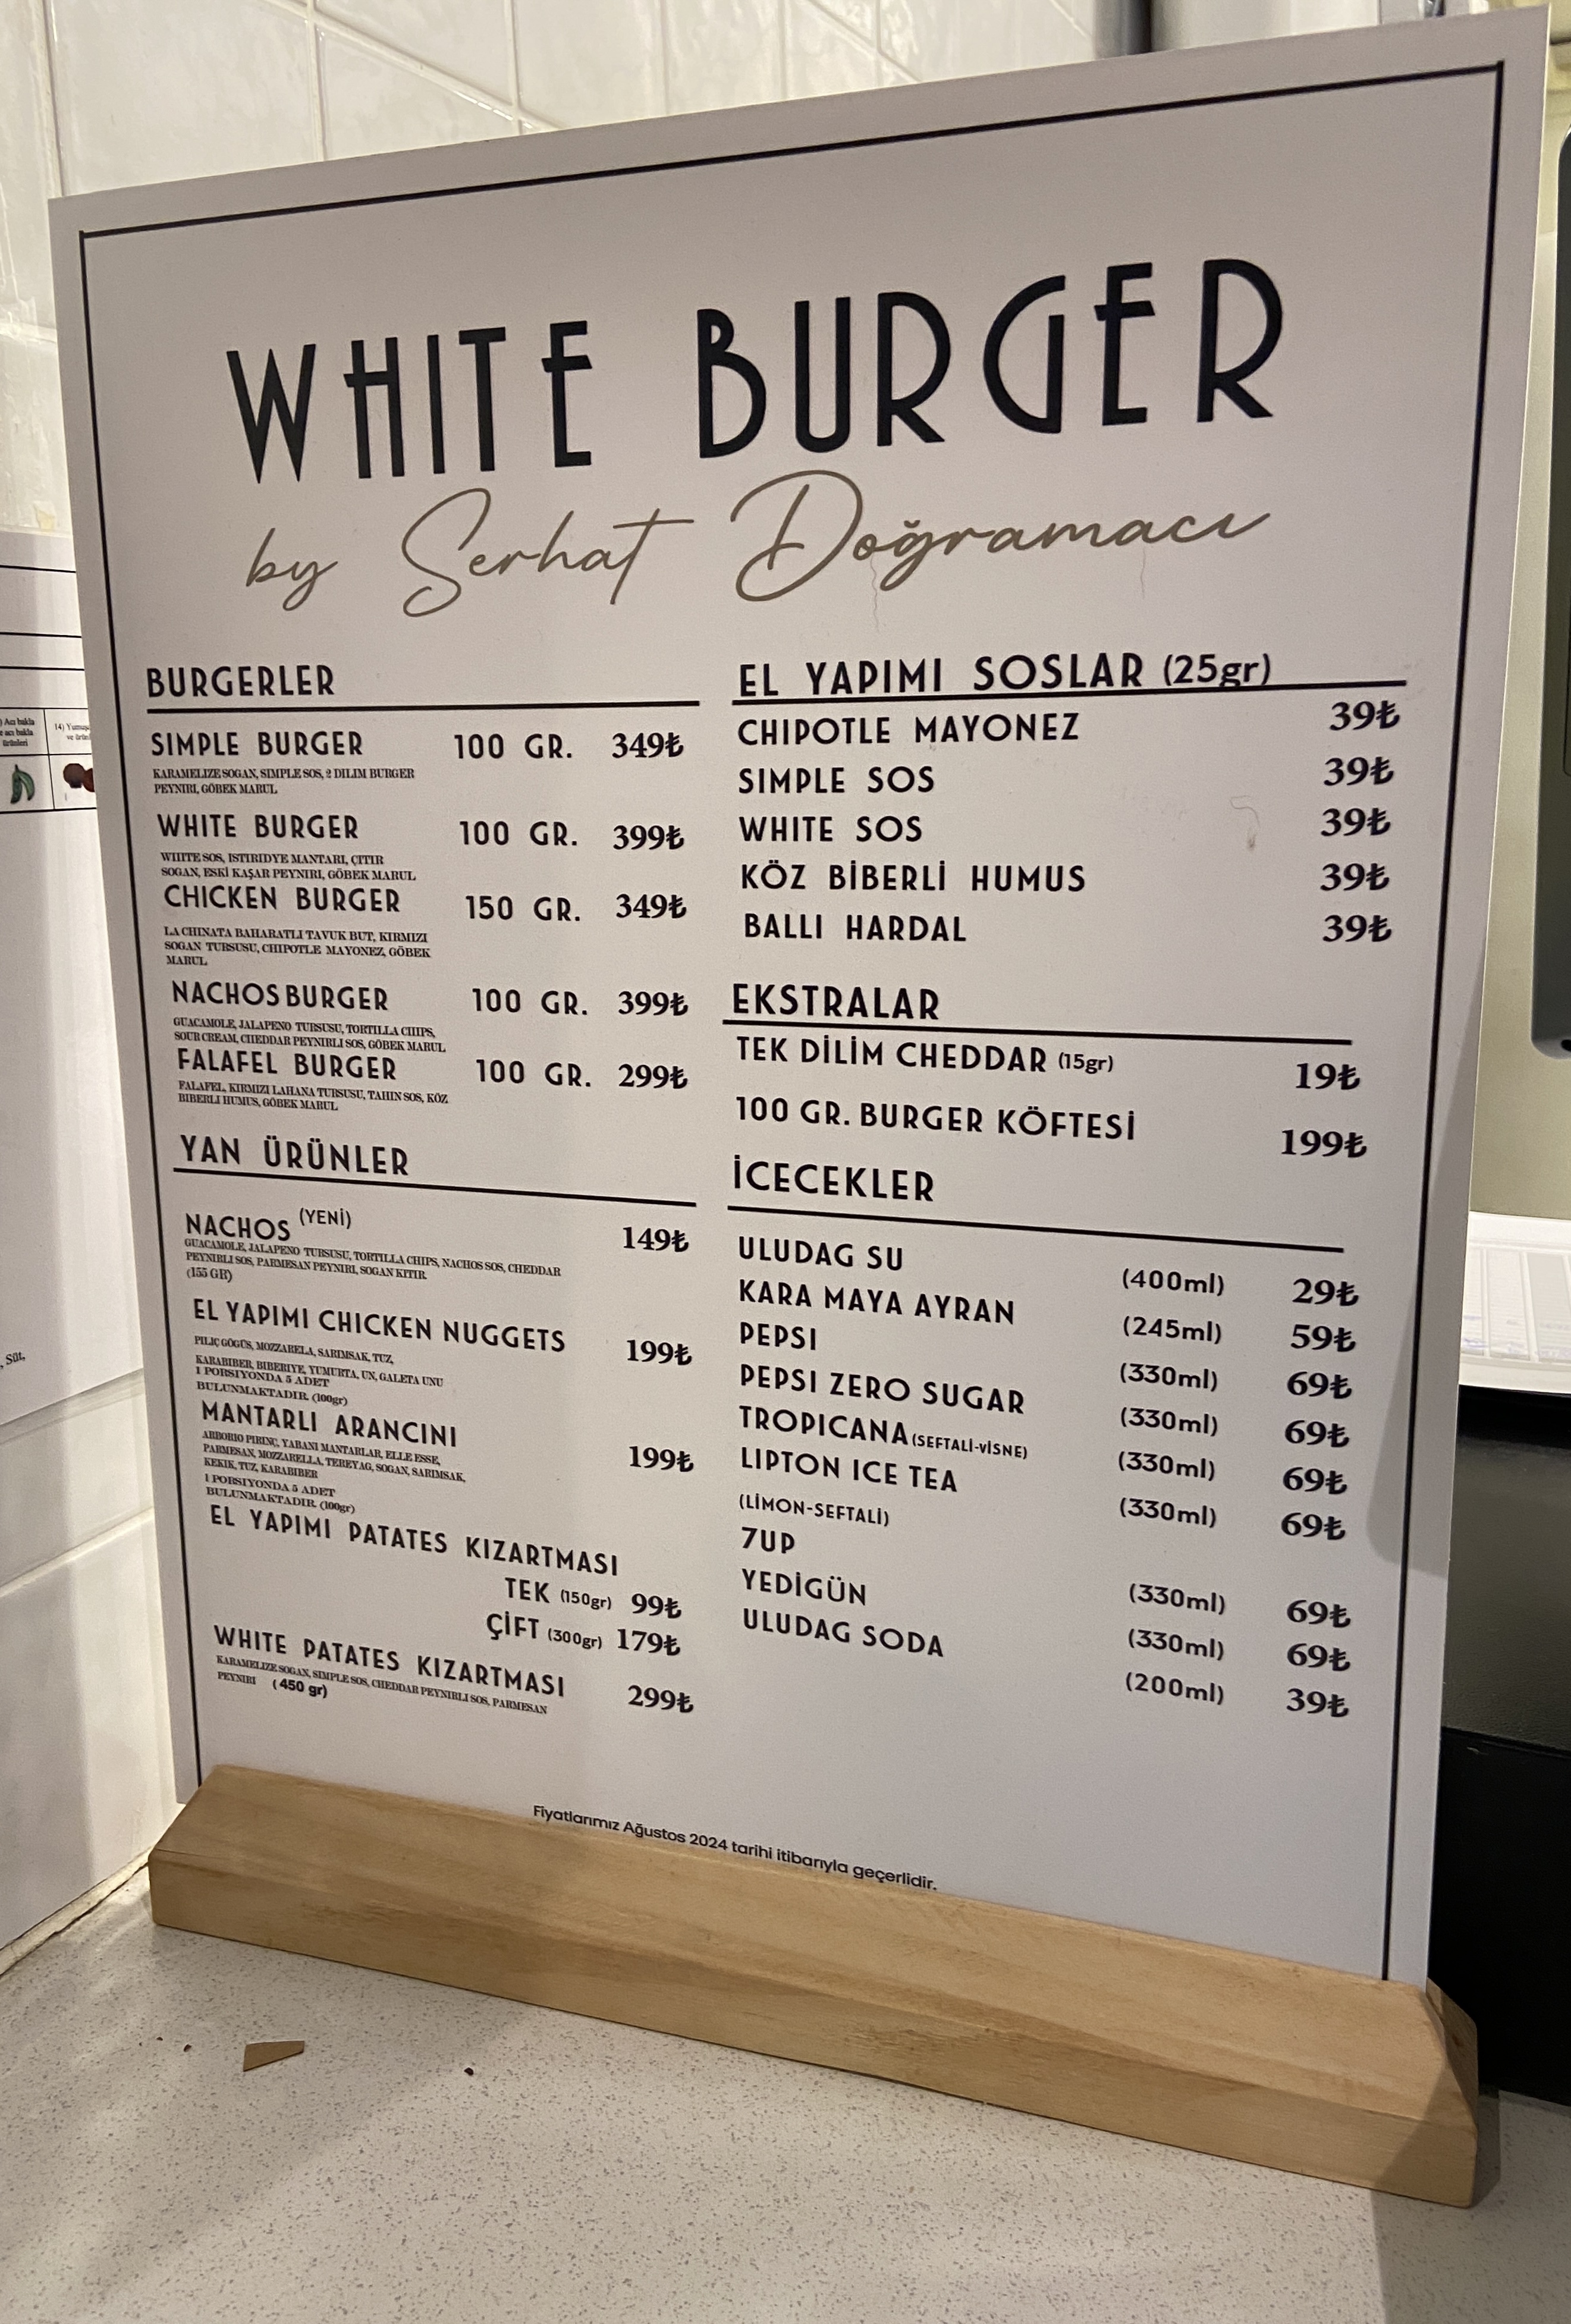 WHITE BURGER
by Serhat Doğramacı
BURGERLER
SIMPLE BURGER 100 GR. 349₺
KARAMELIZE SOGAN, SIMPLE SOS, 2 DILIM BURGER
PEYNIRI, GÖBEK MARUL
WHITE BURGER 100 GR. 399₺
WHITE SOS, ISTIRIDYE MANTARI, ÇITIR
SOGAN, ESKİ KAŞAR PEYNIRI, GÖBEK MARUL
CHICKEN BURGER 150 GR. 349₺
LA CHINATA BAHARATLI TAVUK BUT, KIRMIZI
SOGAN TURSUSU, CHIPOTLE MAYONEZ, GÖBEK
MARUL
NACHOS BURGER 100 GR. 399₺
GUACAMOLE, JALAPENO TURSUSU, TORTILLA CHIPS,
SOUR CREAM, CHEDDAR PEYNIRLI SOS, GÖBEK MARUL
FALAFEL BURGER 100 GR. 299₺
FALAFEL, KIRMIZI LAHANA TURSUSU, TAHIN SOS, KÖZ
BIBERLI HUMUS, GÖBEK MARUL
YAN ÜRÜNLER
NACHOS (YENİ) 149₺
GUACAMOLE, JALAPENO TURSUSU, TORTILLA CHIPS, NACHOS SOS, CHEDDAR
PEYNIRLI SOS, PARMESAN PEYNIRI, SOGAN KITIR.
(155 GR)
EL YAPIMI CHICKEN NUGGETS 199₺
PILIÇ GÖGÜS, MOZZARELA, SARIMSAK, TUZ,
KARABIBER, BIBERIYE, YUMURTA, UN, GALETA UNU
1 PORSIYONDA 5 ADET
BULUNMAKTADIR. (100gr)
MANTARLI ARANCINI 199₺
ARBORIO PIRINÇ, YABANI MANTARLAR, ELLE ESSE,
PARMESAN, MOZZARELLA, TEREYAG, SOGAN, SARIMSAK,
KEKIK, TUZ, KARABIBER
1 PORSIYONDA 5 ADET
BULUNMAKTADIR. (100gr)
EL YAPIMI PATATES KIZARTMASI
TEK (150gr) 99₺
ÇİFT (300gr) 179₺
WHITE PATATES KIZARTMASI 299₺
KARAMELIZE SOGAN, SIMPLE SOS, CHEDDAR PEYNIRLI SOS, PARMESAN
PEYNIRI (450 gr)
EL YAPIMI SOSLAR (25gr)
CHIPOTLE MAYONEZ 39₺
SIMPLE SOS 39₺
WHITE SOS 39₺
KÖZ BİBERLİ HUMUS 39₺
BALLI HARDAL 39₺
EKSTRALAR
TEK DİLİM CHEDDAR (15gr) 19₺
100 GR. BURGER KÖFTESİ 199₺
İCECEKLER
ULUDAG SU (400ml) 29₺
KARA MAYA AYRAN (245ml) 59₺
PEPSI (330ml) 69₺
PEPSI ZERO SUGAR (330ml) 69₺
TROPICANA (SEFTALİ-VİSNE) (330ml) 69₺
LIPTON ICE TEA (330ml) 69₺
(LİMON-SEFTALİ)
7UP (330ml) 69₺
YEDİGÜN (330ml) 69₺
ULUDAG SODA (200ml) 39₺
Fiyatlarımız Ağustos 2024 tarihi itibarıyla geçerlidir.
) Acı bakla
e acı bakla
ürünleri
14)
, Süt,